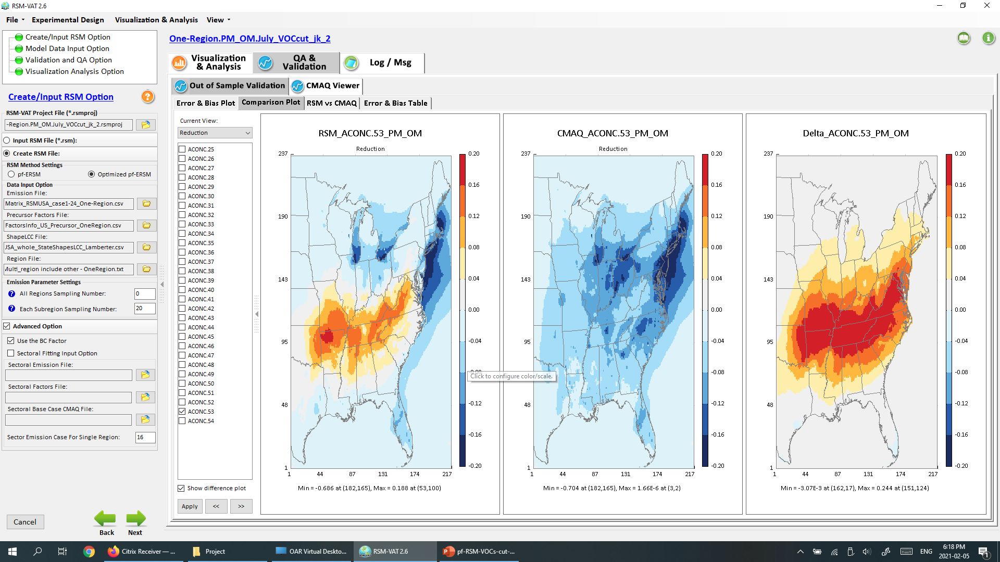 RSM-VAT 2.6
File
Experimental Design
Visualization & Analysis
View
Create/Input RSM Option
Model Data Input Option
Validation and QA Option
Visualization Analysis Option
Create/Input RSM Option
RSM-VAT Project File (*.rsmproj)
-Region.PM_OM.July_VOCcut_jk_2.rsmproj
Input RSM File (*.rsm):
Create RSM File:
RSM Method Settings
pf-ERSM
Optimized pf-ERSM
Data Input Option
Emission File:
Matrix_RSMUSA_case1-24_One-Region.csv
Precursor Factors File:
FactorsInfo_US_Precursor_OneRegion.csv
ShapeLCC File:
JSA_whole_StateShapesLCC_Lamberter.csv
Region File:
Multi_region include other - OneRegion.txt
Emission Parameter Settings
All Regions Sampling Number:
0
Each Subregion Sampling Number:
20
Advanced Option
Use the BC Factor
Sectoral Fitting Input Option
Sectoral Emission File:
Sectoral Factors File:
Sectoral Base Case CMAQ File:
Sector Emission Case For Single Region:
16
Cancel
Back
Next
One-Region.PM_OM.July_VOCcut_jk_2
Visualization
& Analysis
QA &
Validation
Log / Msg
Out of Sample Validation
CMAQ Viewer
Error & Bias Plot
Comparison Plot
RSM vs CMAQ
Error & Bias Table
Current View:
Reduction
ACONC.25
ACONC.26
ACONC.27
ACONC.28
ACONC.29
ACONC.30
ACONC.31
ACONC.32
ACONC.33
ACONC.34
ACONC.35
ACONC.36
ACONC.37
ACONC.38
ACONC.39
ACONC.40
ACONC.41
ACONC.42
ACONC.43
ACONC.44
ACONC.45
ACONC.46
ACONC.47
ACONC.48
ACONC.49
ACONC.50
ACONC.51
ACONC.52
ACONC.53
ACONC.54
Show difference plot
Apply
<<
>>
RSM_ACONC.53_PM_OM
Reduction
237
190
143
95
48
1
1 44 87 131 174 217
0.20
0.16
0.12
0.08
0.04
0.00
-0.04
-0.12
-0.16
-0.20
Min = -0.686 at (182,165), Max = 0.188 at (53,100)
Click to configure color/scale.
CMAQ_ACONC.53_PM_OM
Reduction
237
190
143
95
48
1
1 44 87 131 174 217
0.20
0.16
0.12
0.08
0.04
0.00
-0.04
-0.08
-0.12
-0.16
-0.20
Min = -0.704 at (182,165), Max = 1.66E-6 at (3,2)
Delta_ACONC.53_PM_OM
237
190
143
95
48
1
1 44 87 131 174 217
0.20
0.16
0.12
0.08
0.04
0.00
-0.04
-0.08
-0.12
-0.16
-0.20
Min = -3.07E-3 at (162,17), Max = 0.244 at (151,124)
Citrix Receiver — ...
Project
OAR Virtual Deskto...
RSM-VAT 2.6
pf-RSM-VOCs-cut-...
ENG
6:18 PM
2021-02-05
1